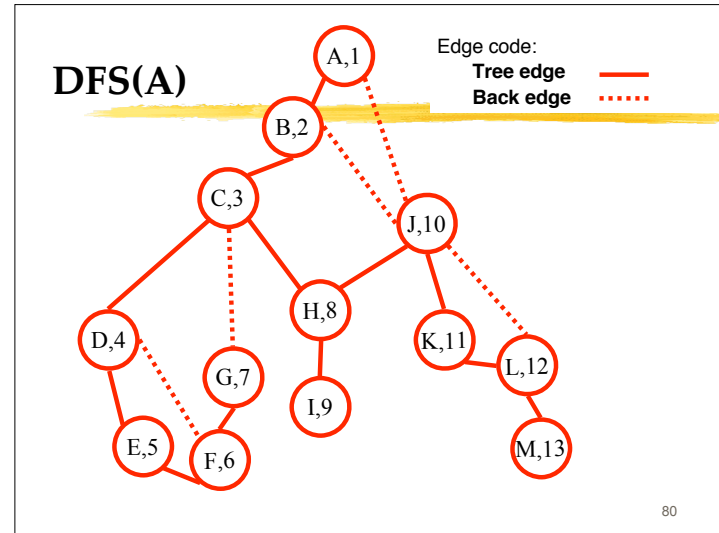 DFS(A)
Edge code:
Tree edge
Back edge
A,1
B,2
C,3
J,10
H,8
D,4
K,11
L,12
G,7
I,9
E,5
F,6
M,13
80